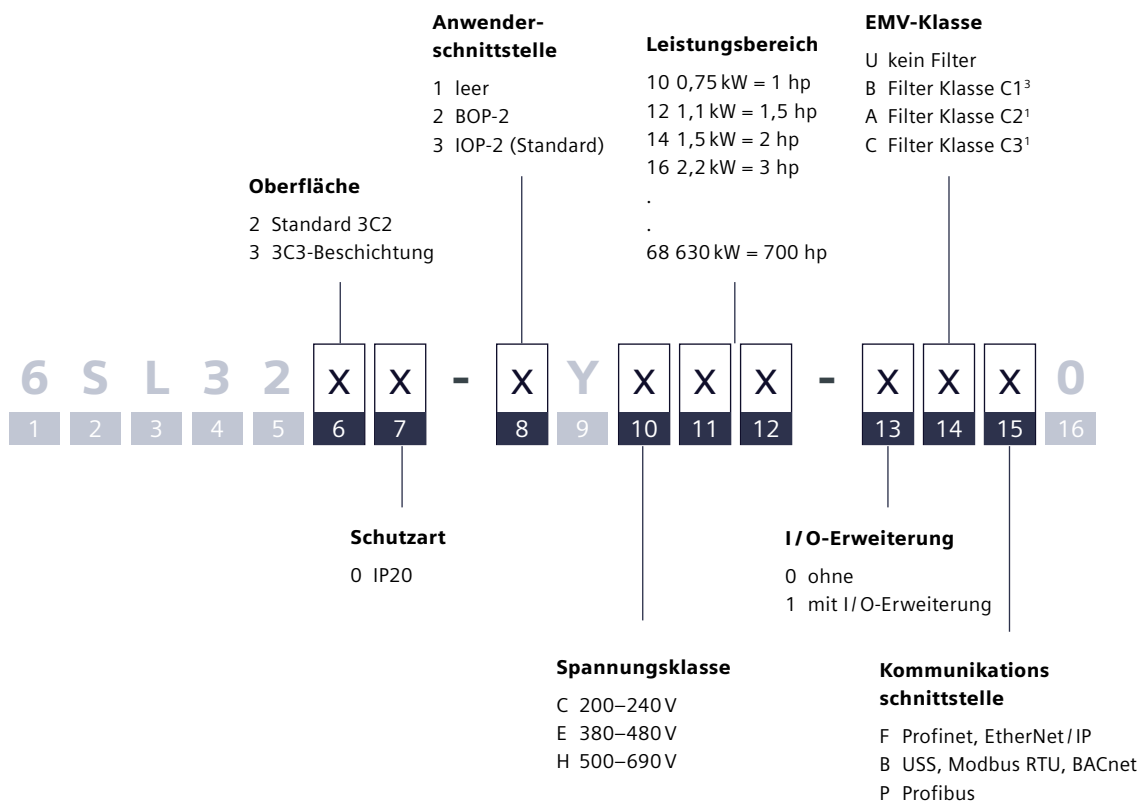 Anwender-
schnittstelle
1 leer
2 BOP-2
3 IOP-2 (Standard)
Leistungsbereich
10 0,75 kW = 1 hp
12 1,1 kW = 1,5 hp
14 1,5 kW = 2 hp
16 2,2 kW = 3 hp
.
.
68 630 kW = 700 hp
EMV-Klasse
U kein Filter
B Filter Klasse C1³
A Filter Klasse C2¹
C Filter Klasse C3¹
Oberfläche
2 Standard 3C2
3 3C3-Beschichtung
6 S L 3 2 X X - X Y X X X - X X X 0
1 2 3 4 5 6 7 8 9 10 11 12 13 14 15 16
Schutzart
0 IP20
I/O-Erweiterung
0 ohne
1 mit I/O-Erweiterung
Spannungsklasse
C 200–240 V
E 380–480 V
H 500–690 V
Kommunikations
schnittstelle
F Profinet, EtherNet/IP
B USS, Modbus RTU, BACnet
P Profibus